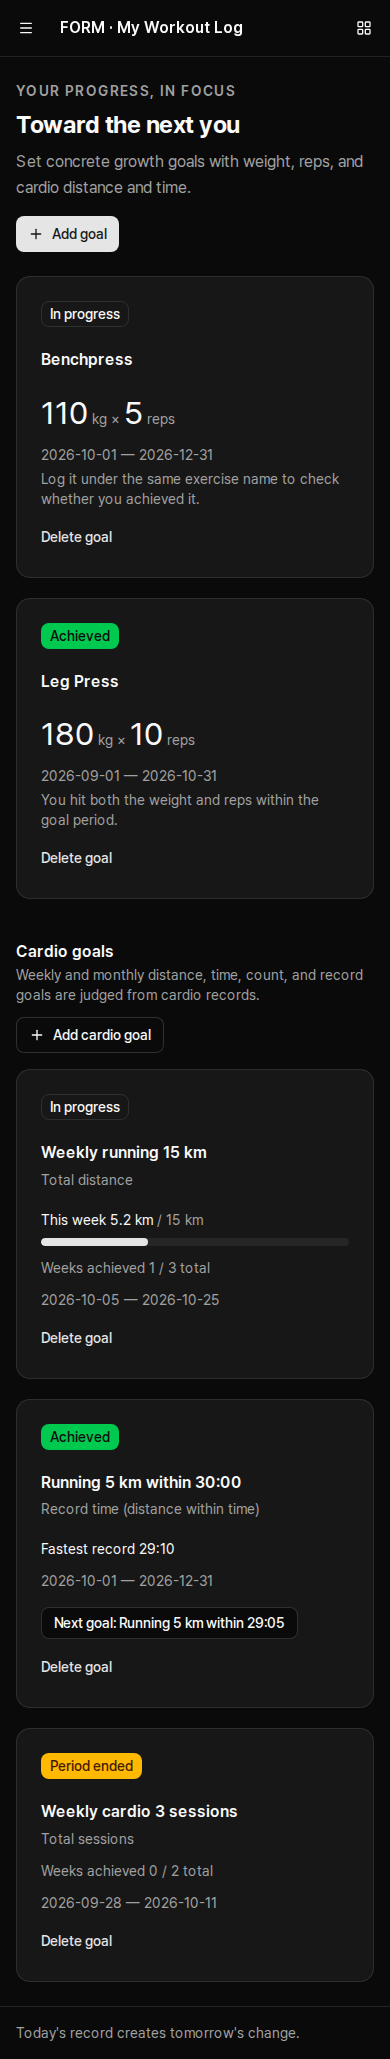 FORM · My Workout Log
YOUR PROGRESS, IN FOCUS
Toward the next you
Set concrete growth goals with weight, reps, and
cardio distance and time.
Add goal
In progress
Benchpress
110 kg × 5 reps
2026-10-01 — 2026-12-31
Log it under the same exercise name to check
whether you achieved it.
Delete goal
Achieved
Leg Press
180 kg × 10 reps
2026-09-01 — 2026-10-31
You hit both the weight and reps within the
goal period.
Delete goal
Cardio goals
Weekly and monthly distance, time, count, and record
goals are judged from cardio records.
Add cardio goal
In progress
Weekly running 15 km
Total distance
This week 5.2 km / 15 km
Weeks achieved 1 / 3 total
2026-10-05 — 2026-10-25
Delete goal
Achieved
Running 5 km within 30:00
Record time (distance within time)
Fastest record 29:10
2026-10-01 — 2026-12-31
Next goal: Running 5 km within 29:05
Delete goal
Period ended
Weekly cardio 3 sessions
Total sessions
Weeks achieved 0 / 2 total
2026-09-28 — 2026-10-11
Delete goal
Today's record creates tomorrow's change.